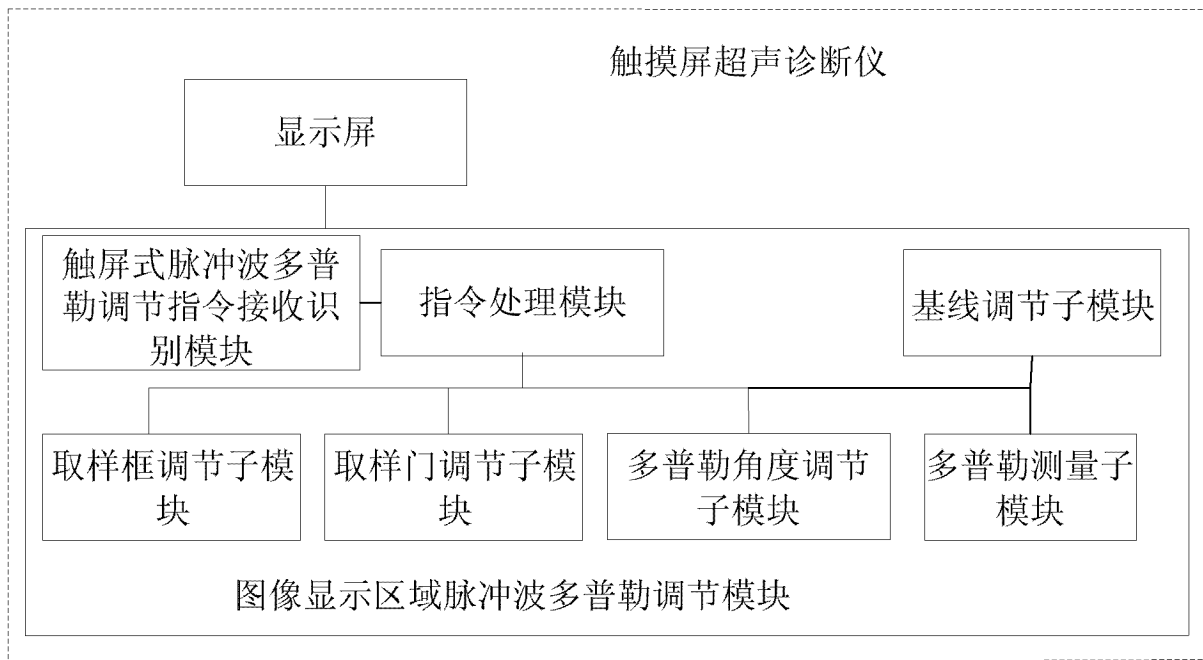 触摸屏超声诊断仪
显示屏
触屏式脉冲波多普
勒调节指令接收识
别模块
指令处理模块
基线调节子模块
取样框调节子模
块
取样门调节子模
块
多普勒角度调节
子模块
多普勒测量子
模块
图像显示区域脉冲波多普勒调节模块